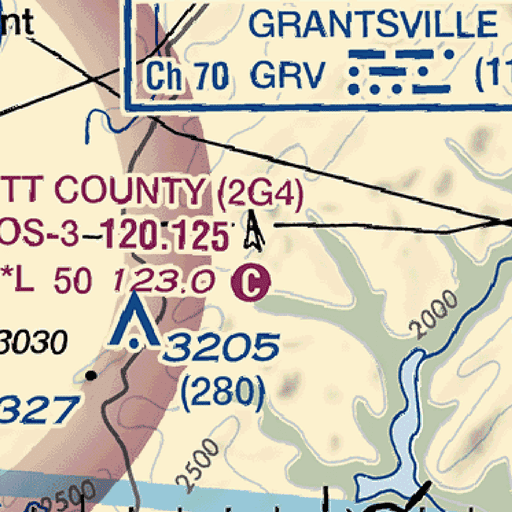 nt
GRANTSVILLE
Ch 70 GRV (11
TT COUNTY (2G4)
OS-3-120.125 A
*L 50 123.0 C
2000
3030
3205
327
(280)
2500
2500